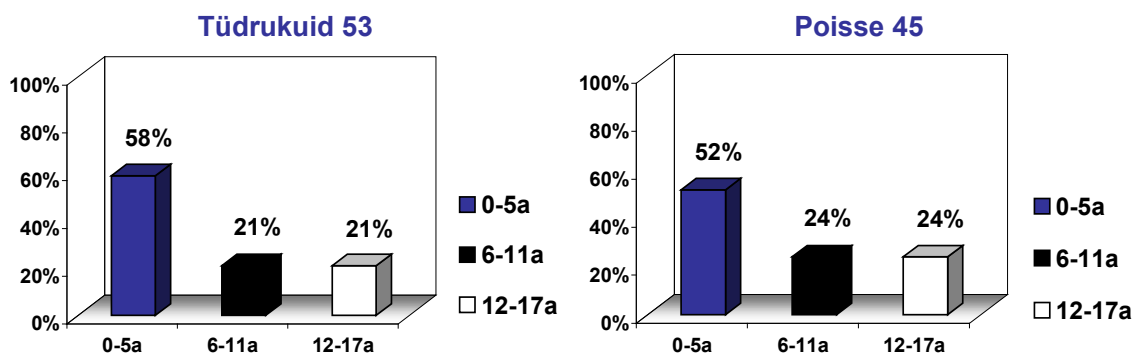 Tüdrukuid 53
100%
80%
60%
40%
20%
0%
58%
21%
21%
0-5a
6-11a
12-17a
0-5a
6-11a
12-17a
Poisse 45
100%
80%
60%
40%
20%
0%
52%
24%
24%
0-5a
6-11a
12-17a
0-5a
6-11a
12-17a